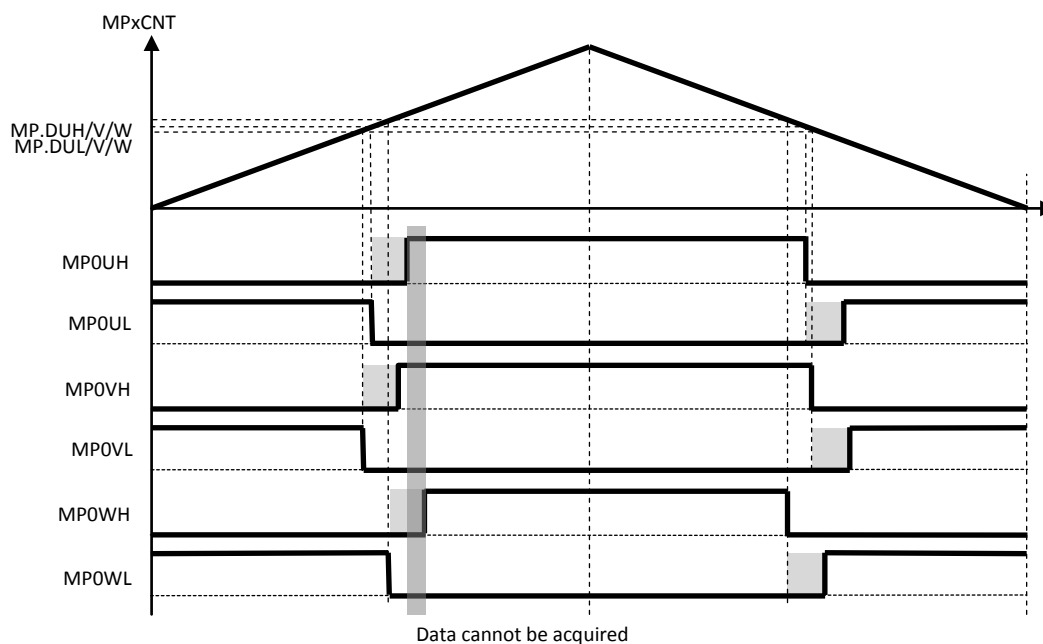 MPxCNT
MP.DUH/V/W
MP.DUL/V/W
MP0UH
MP0UL
MP0VH
MP0VL
MP0WH
MP0WL
Data cannot be acquired